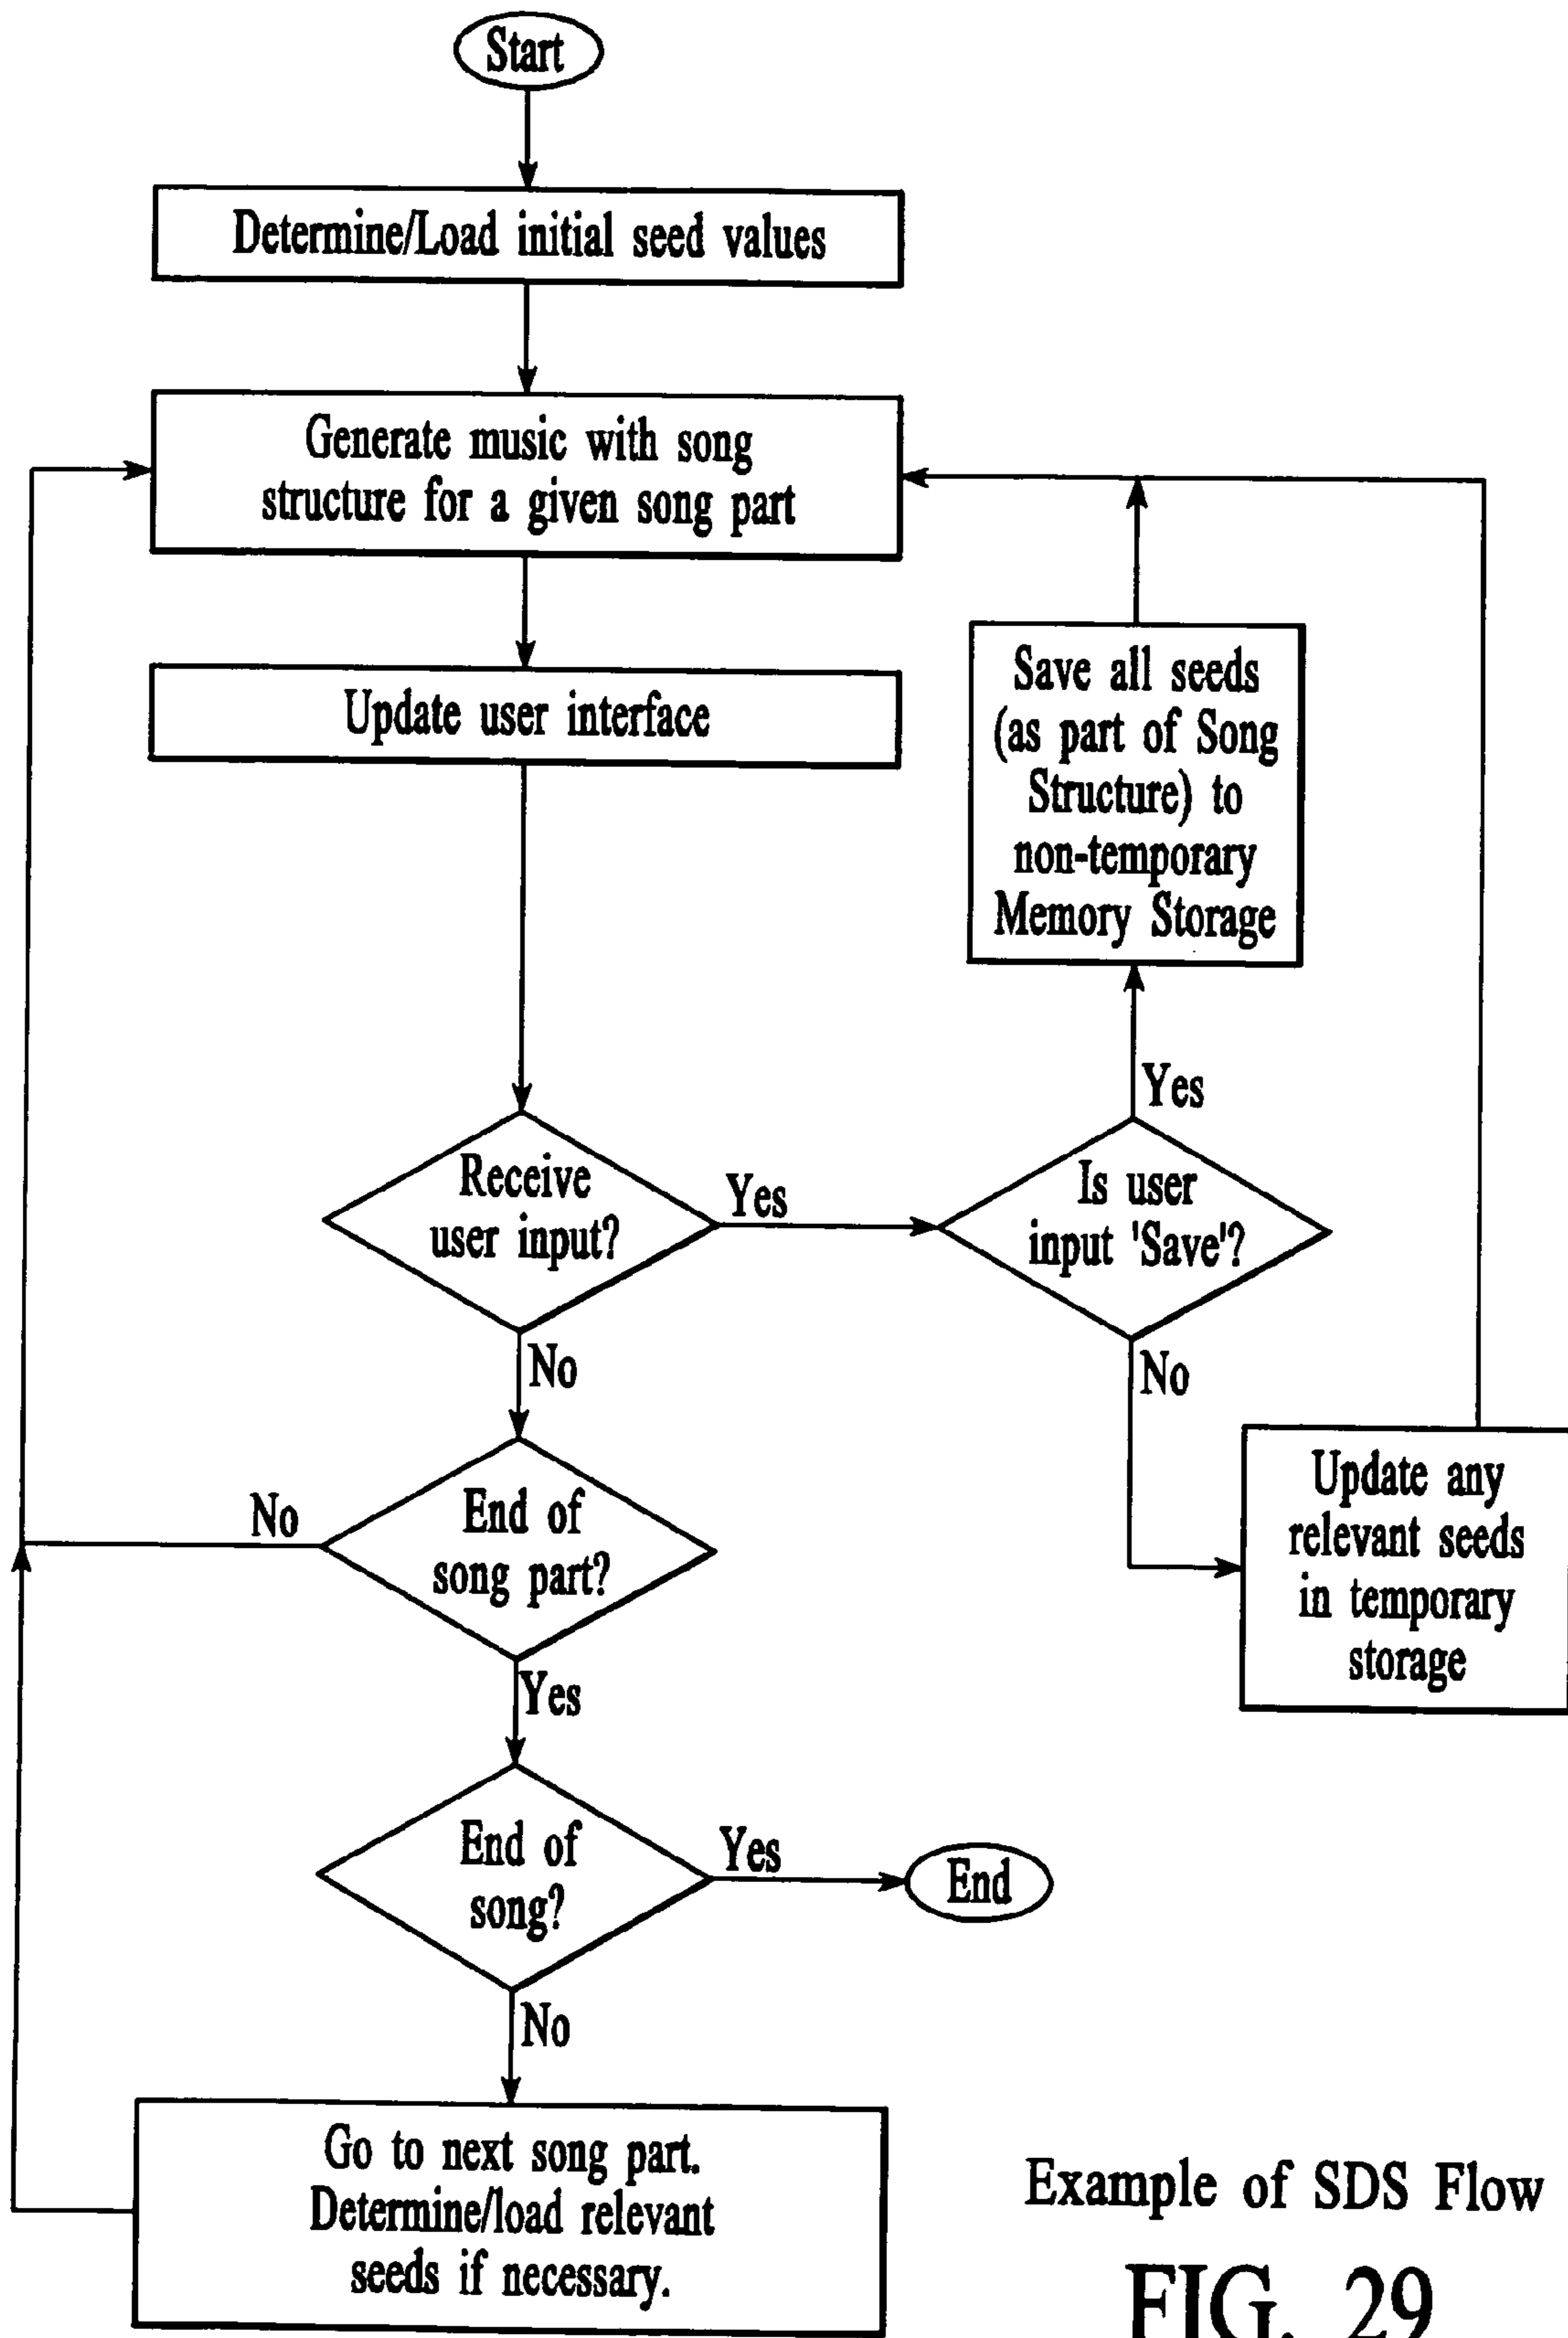 Start
Determine/Load initial seed values
Generate music with song
structure for a given song part
Update user interface
Save all seeds
(as part of Song
Structure) to
non-temporary
Memory Storage
Yes
Receive
user input?
Yes
Is user
input 'Save'?
No
No
End of
song part?
No
Update any
relevant seeds
in temporary
storage
Yes
End of
song?
Yes
End
No
Go to next song part.
Determine/load relevant
seeds if necessary.
Example of SDS Flow
FIG. 29